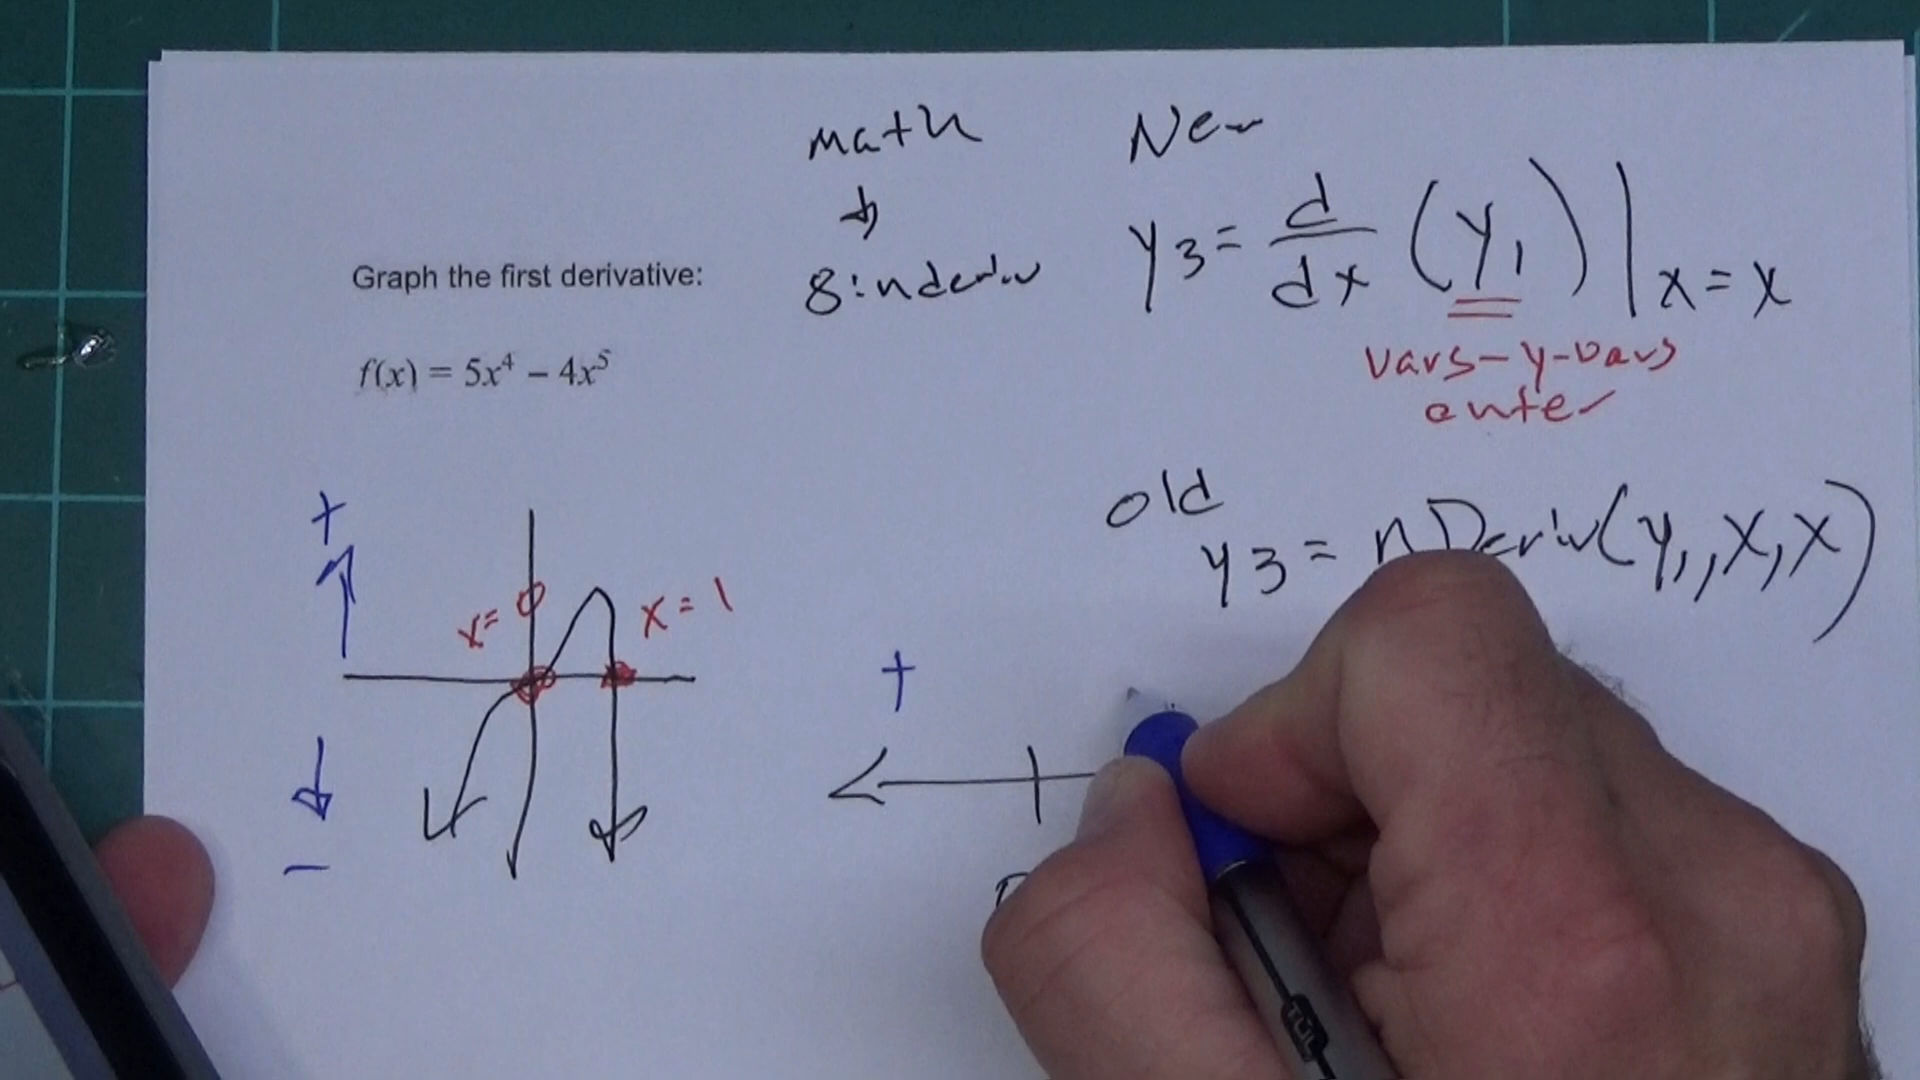 math
↓
8:nderiv
New
y3 = d/dx (y₁)|x=x
vars-y-vars
enter
Graph the first derivative:
f(x) = 5x⁴ – 4x⁵
old
y3 = nDeriv(y₁,x,x)
+
x=0
x=1
–
+
TUL